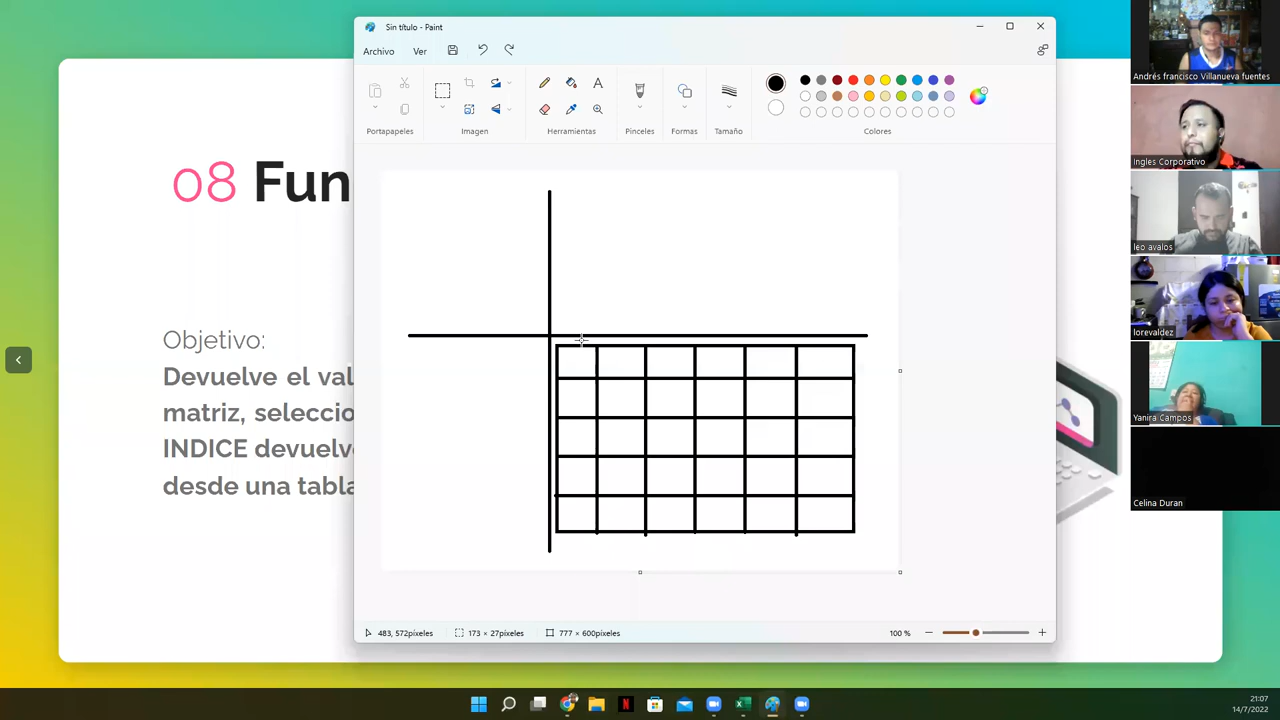 Sin título - Paint
Archivo
Ver
Portapapeles
Imagen
Herramientas
Pinceles
Formas
Tamaño
Colores
08 Fun
Objetivo:
Devuelve el val
matriz, seleccio
INDICE devuelve
desde una tabla
483, 572píxeles
173 × 27píxeles
777 × 600píxeles
100 %
Andrés francisco Villanueva fuentes
Ingles Corporativo
leo avalos
lorevaldez
Yanira Campos
Celina Duran
21:07
14/7/2022